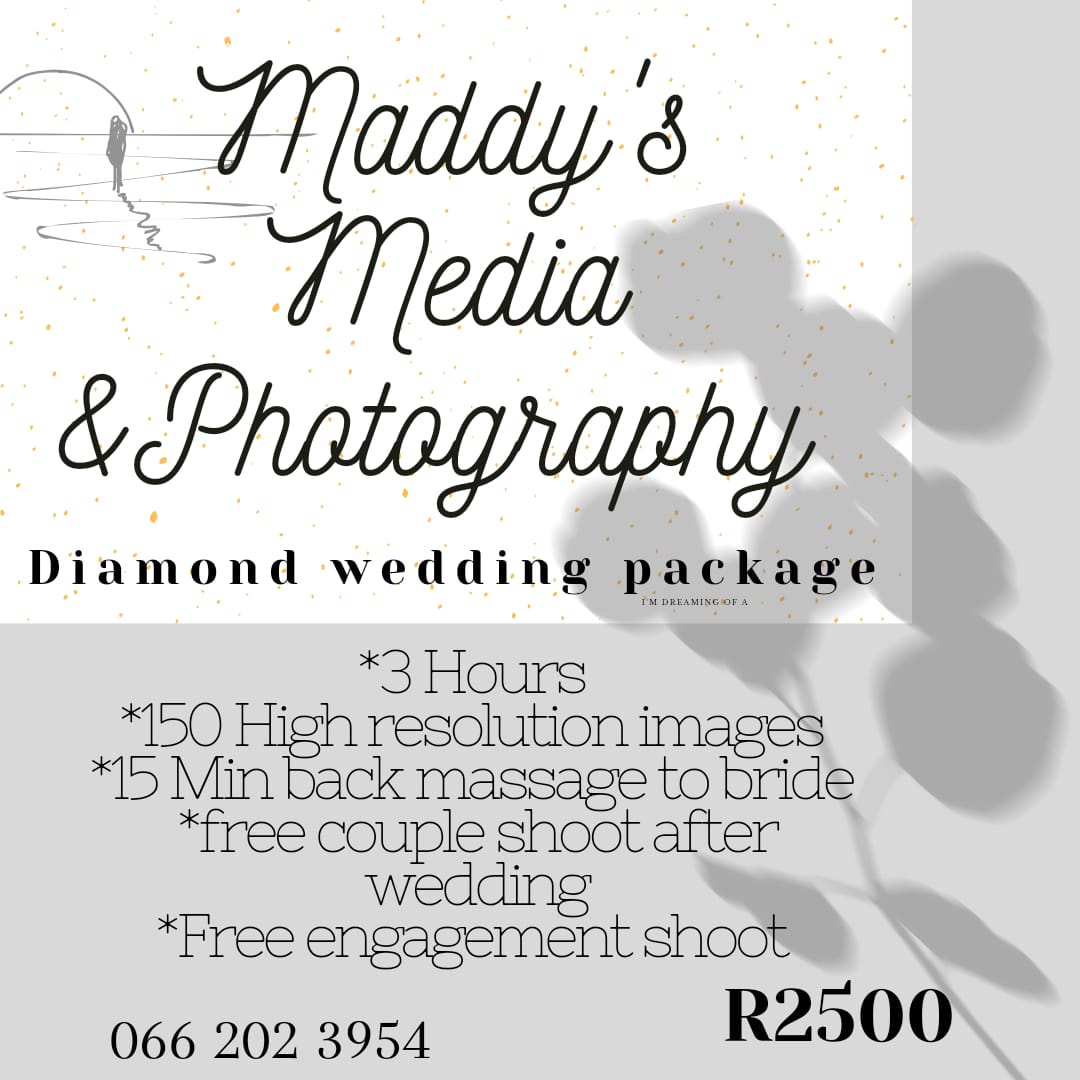 Maddy's
Media
&Photography
Diamond wedding package
I'M DREAMING OF A
*3 Hours
*150 High resolution images
*15 Min back massage to bride
*free couple shoot after
wedding
*Free engagement shoot
066 202 3954
R2500